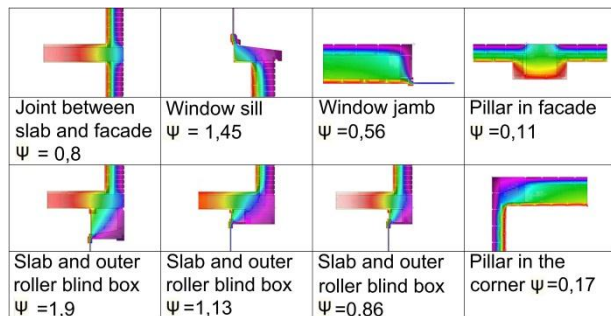 Joint between
slab and facade
Ψ = 0,8
Window sill
Ψ = 1,45
Window jamb
Ψ =0,56
Pillar in facade
Ψ =0,11
Slab and outer
roller blind box
Ψ =1,9
Slab and outer
roller blind box
Ψ =1,13
Slab and outer
roller blind box
Ψ =0,86
Pillar in the
corner Ψ =0,17